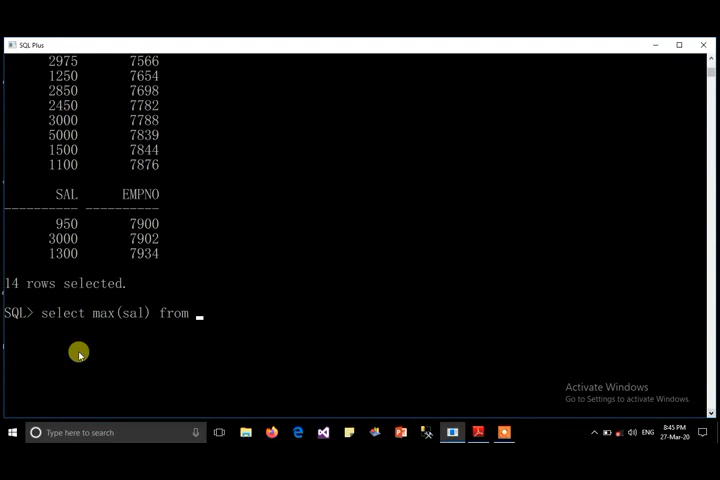 SQL Plus
2975 7566
1250 7654
2850 7698
2450 7782
3000 7788
5000 7839
1500 7844
1100 7876
SAL EMPNO
---------- ----------
950 7900
3000 7902
1300 7934
14 rows selected.
SQL> select max(sal) from _
Activate Windows
Go to Settings to activate Windows.
Type here to search
ENG
8:45 PM
27-Mar-20